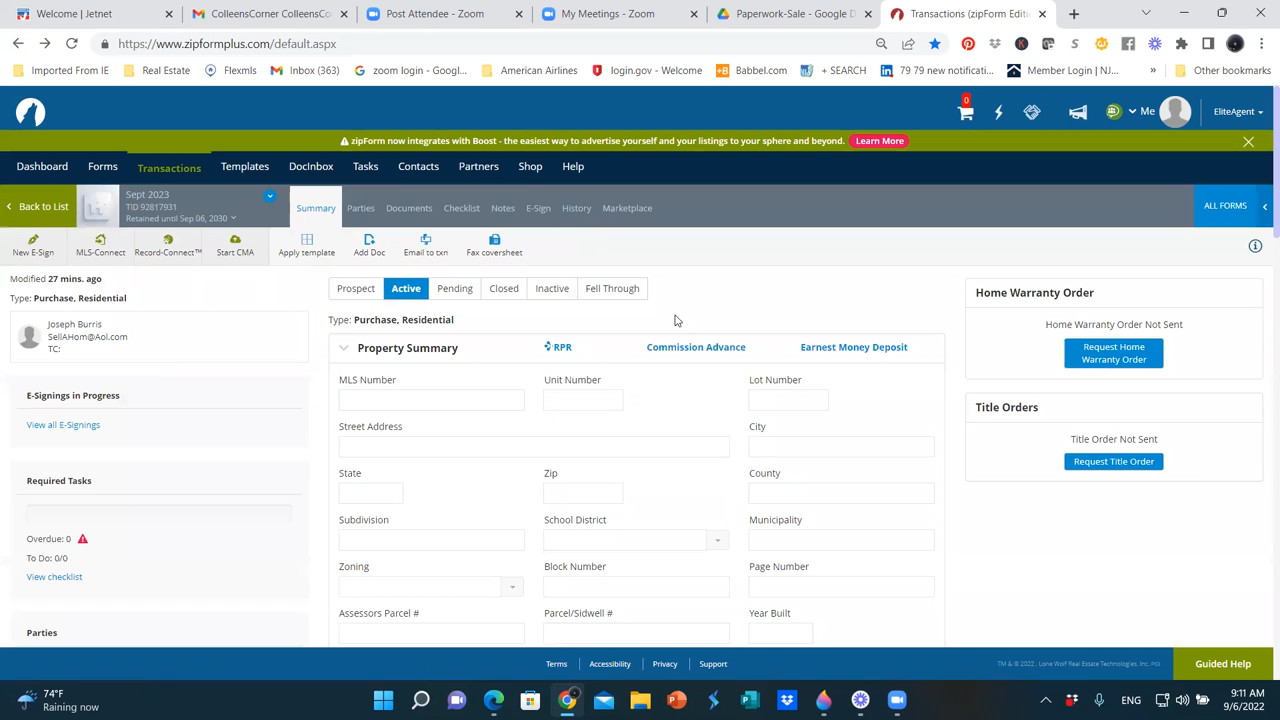 Welcome | Jotted
ColleensCorner ColleensCo
Post Attendee - Zoom
My Meetings - Zoom
Paperwork-Sale - Google D
Transactions (zipForm Editi
https://www.zipformplus.com/default.aspx
Imported From IE
Real Estate
Flexmls
Inbox (363)
zoom login - Googl...
American Airlines
login.gov - Welcome
Babbel.com
+ SEARCH
79 79 new notificati...
Member Login | NJ...
»
Other bookmarks
0
Me
EliteAgent
zipForm now integrates with Boost - the easiest way to advertise yourself and your listings to your sphere and beyond.
Learn More
Dashboard
Forms
Transactions
Templates
DocInbox
Tasks
Contacts
Partners
Shop
Help
Back to List
Sept 2023
TID 92817931
Retained until Sep 06, 2030
Summary
Parties
Documents
Checklist
Notes
E-Sign
History
Marketplace
ALL FORMS
New E-Sign
MLS-Connect
Record-Connect™
Start CMA
Apply template
Add Doc
Email to txn
Fax coversheet
Modified 27 mins. ago
Type: Purchase, Residential
Joseph Burris
SellAHom@Aol.com
TC:
E-Signings in Progress
View all E-Signings
Required Tasks
Overdue: 0
To Do: 0/0
View checklist
Parties
Prospect
Active
Pending
Closed
Inactive
Fell Through
Type: Purchase, Residential
Property Summary
RPR
Commission Advance
Earnest Money Deposit
MLS Number
Unit Number
Lot Number
Street Address
City
State
Zip
County
Subdivision
School District
Municipality
Zoning
Block Number
Page Number
Assessors Parcel #
Parcel/Sidwell #
Year Built
Home Warranty Order
Home Warranty Order Not Sent
Request Home
Warranty Order
Title Orders
Title Order Not Sent
Request Title Order
Terms
Accessibility
Privacy
Support
TM & © 2022 . Lone Wolf Real Estate Technologies, Inc.
Guided Help
74°F
Raining now
ENG
9:11 AM
9/6/2022